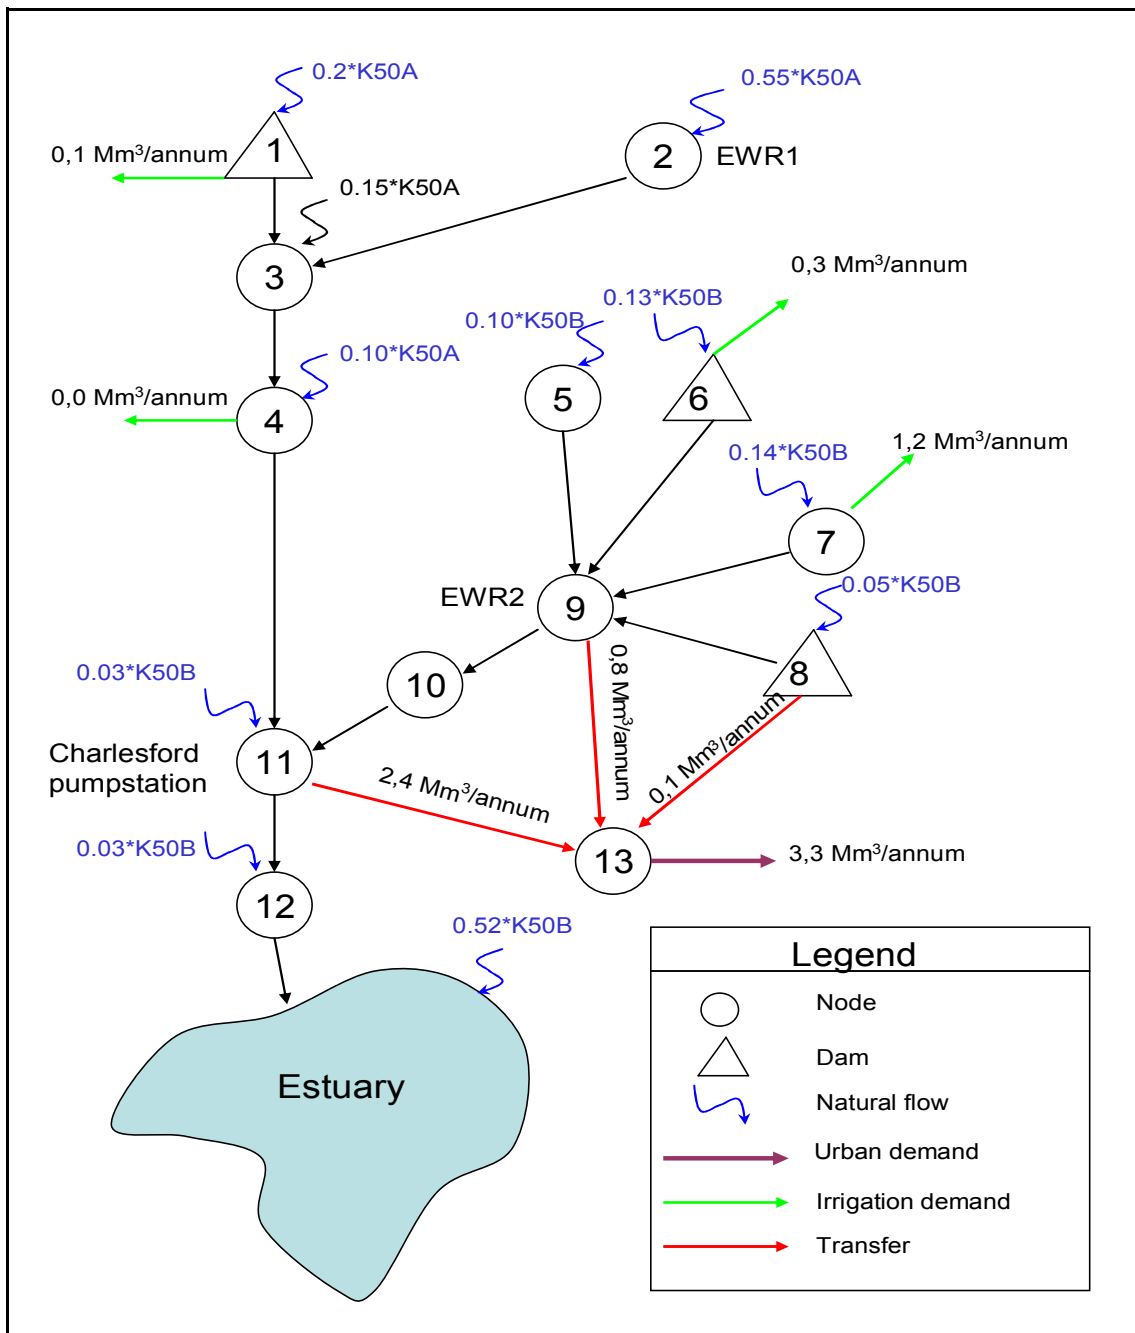 0.2*K50A
0.55*K50A
0,1 Mm³/annum
1
2
EWR1
0.15*K50A
3
0,3 Mm³/annum
0.13*K50B
0.10*K50B
0.10*K50A
0,0 Mm³/annum
4
5
6
1,2 Mm³/annum
0.14*K50B
7
0.05*K50B
EWR2
9
8
0,8 Mm³/annum
0.03*K50B
10
0,1 Mm³/annum
Charlesford
pumpstation
11
2,4 Mm³/annum
0.03*K50B
13
3,3 Mm³/annum
12
0.52*K50B
Estuary
Legend
Node
Dam
Natural flow
Urban demand
Irrigation demand
Transfer